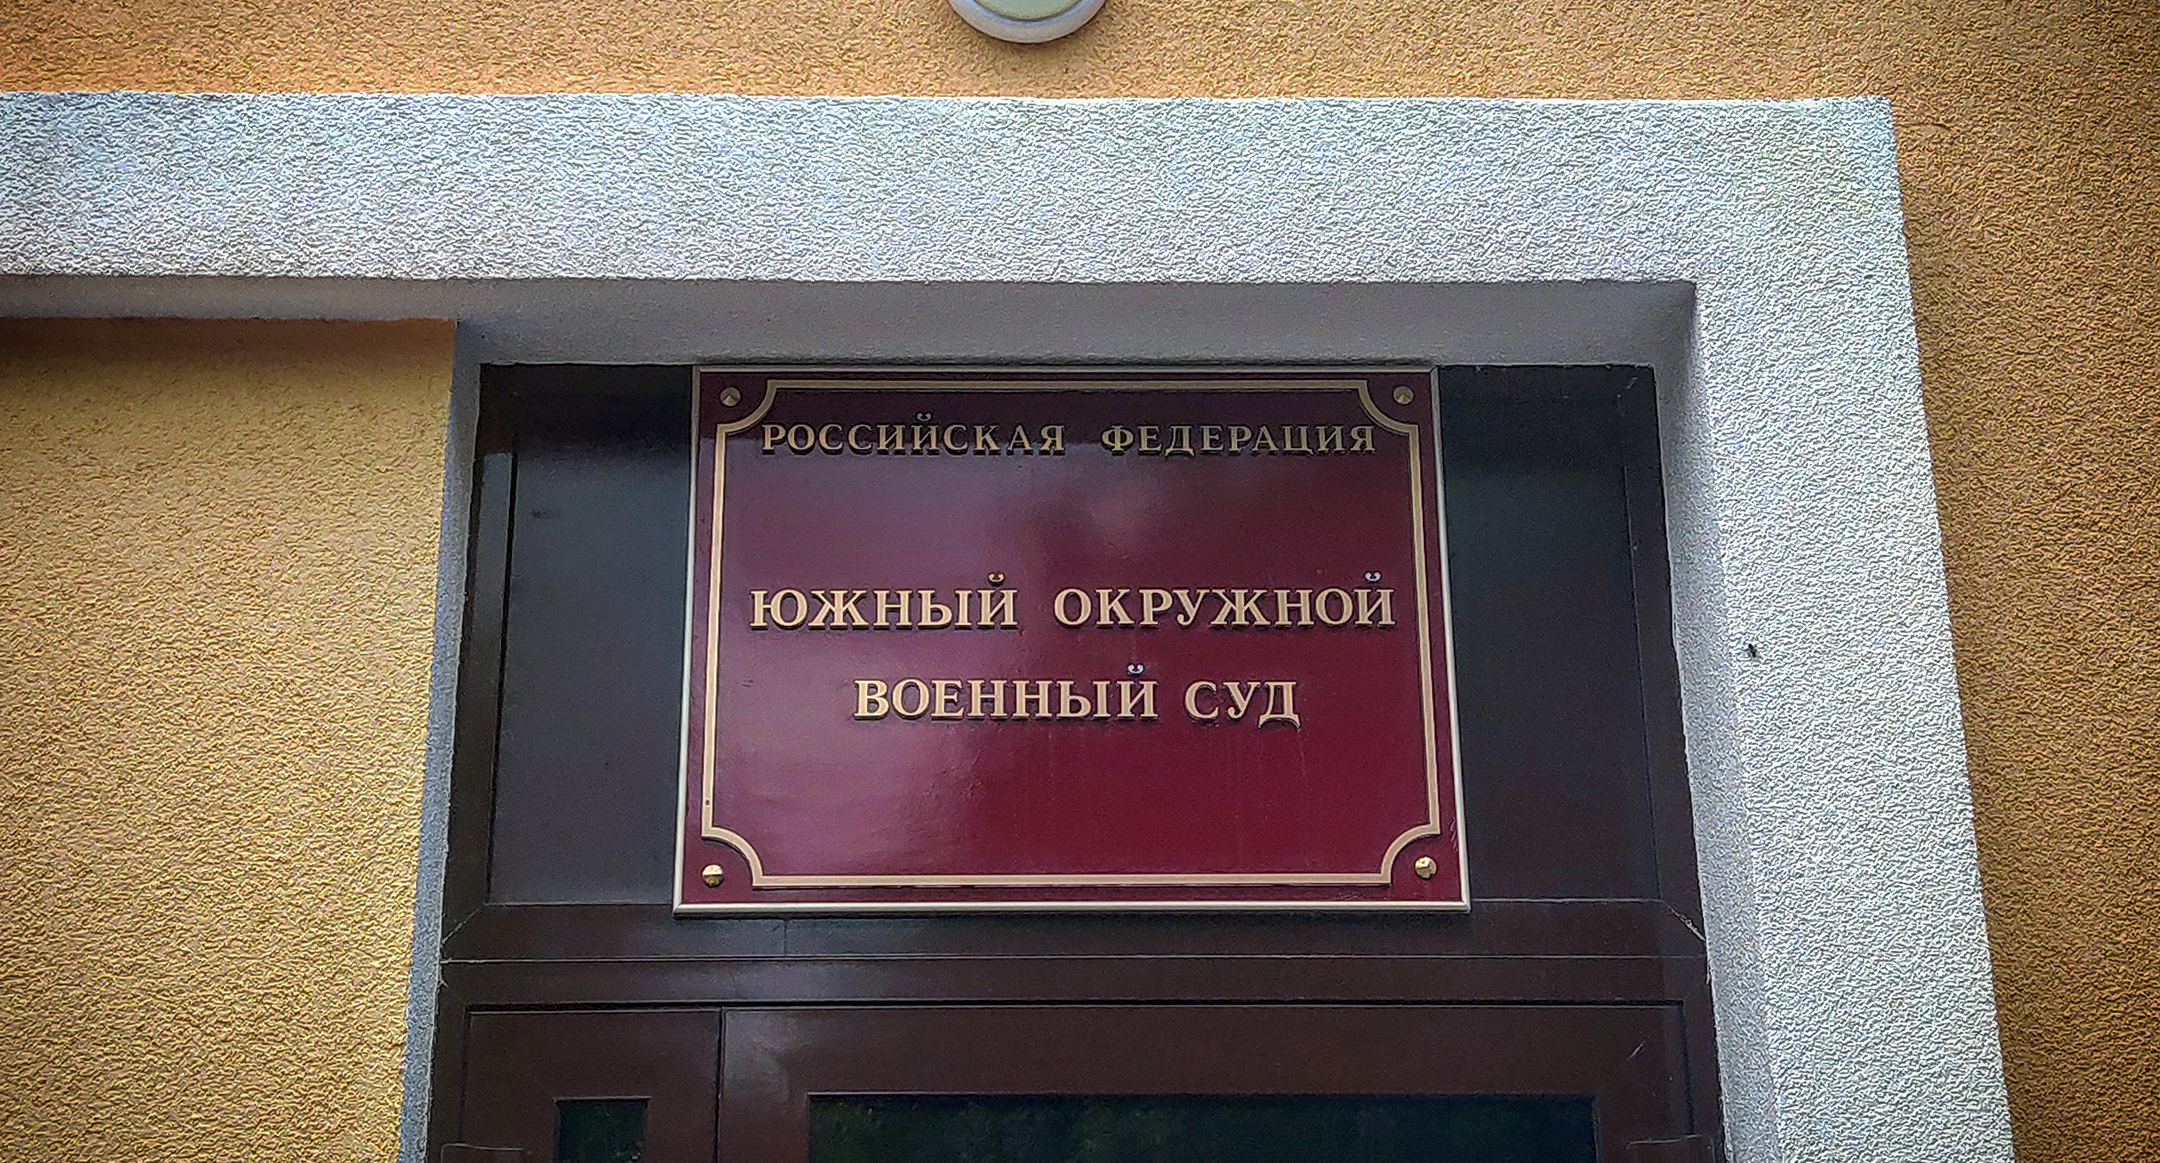 РОССИЙСКАЯ ФЕДЕРАЦИЯ
ЮЖНЫЙ ОКРУЖНОЙ
ВОЕННЫЙ СУД